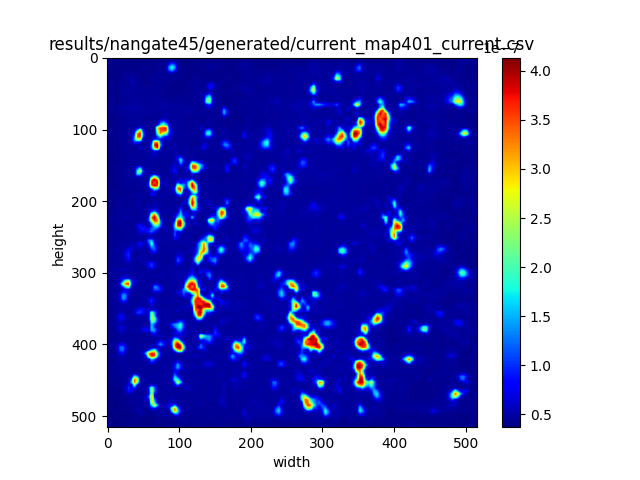 results/nangate45/generated/current_map401_current.csv
1e−7
0
100
200
300
400
500
height
0 100 200 300 400 500
width
4.0
3.5
3.0
2.5
2.0
1.5
1.0
0.5